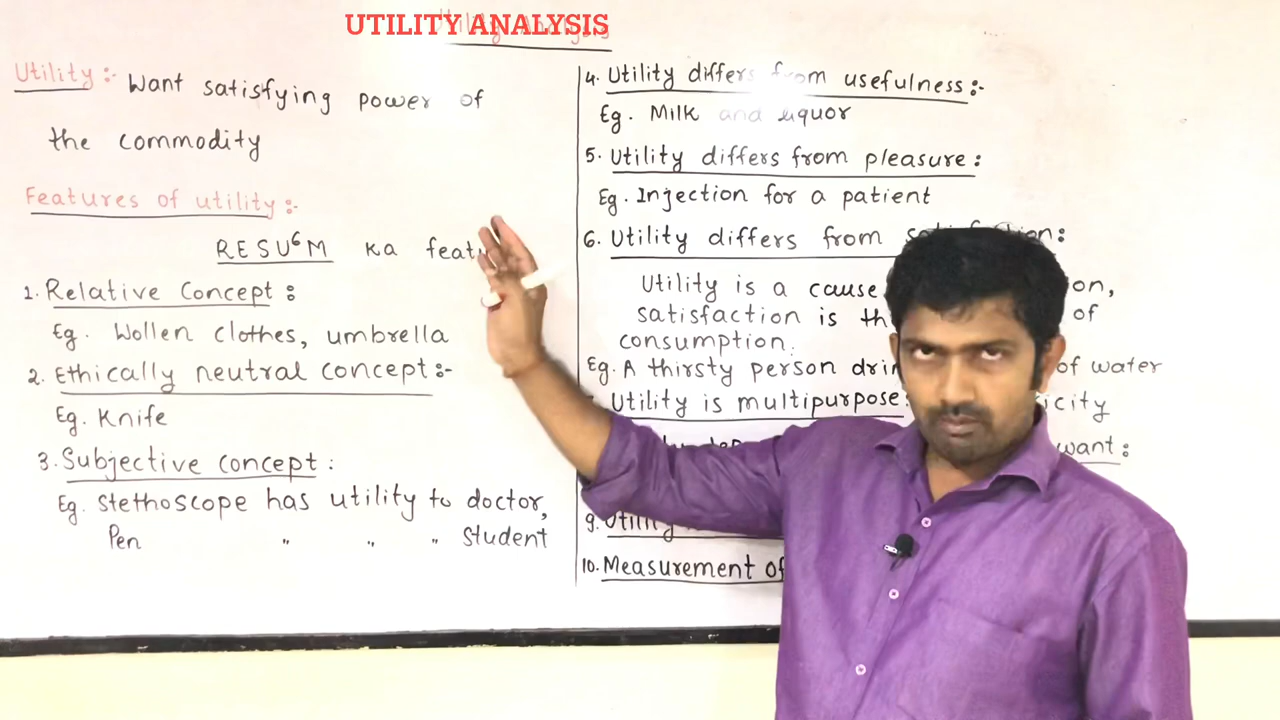 UTILITY ANALYSIS
Utility :- Want satisfying power of
the commodity
Features of utility :-
RESU⁶M ka
1. Relative Concept :
Eg. Wollen clothes, umbrella
2. Ethically neutral concept :-
Eg. Knife
3. Subjective concept :
Eg. Stethoscope has utility to doctor,
Pen " " " Student
4. Utility differs from usefulness :-
Eg. Milk and liquor
5. Utility differs from pleasure :
Eg. Injection for a patient
6. Utility differs from
Utility is a cause
satisfaction is of
consumption.
Eg. A thirsty person of water
Utility is multipurpose :
want :
9. Utility
10. Measurement of